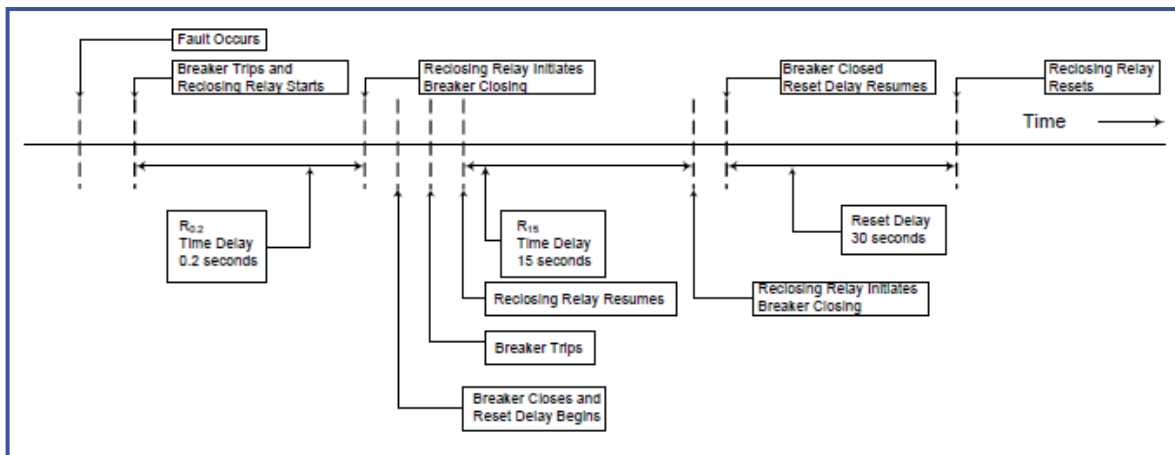 Fault Occurs
Breaker Trips and
Reclosing Relay Starts
Reclosing Relay Initiates
Breaker Closing
Breaker Closed
Reset Delay Resumes
Reclosing Relay
Resets
Time
R0.2
Time Delay
0.2 seconds
R15
Time Delay
15 seconds
Reset Delay
30 seconds
Reclosing Relay Resumes
Reclosing Relay Initiates
Breaker Closing
Breaker Trips
Breaker Closes and
Reset Delay Begins